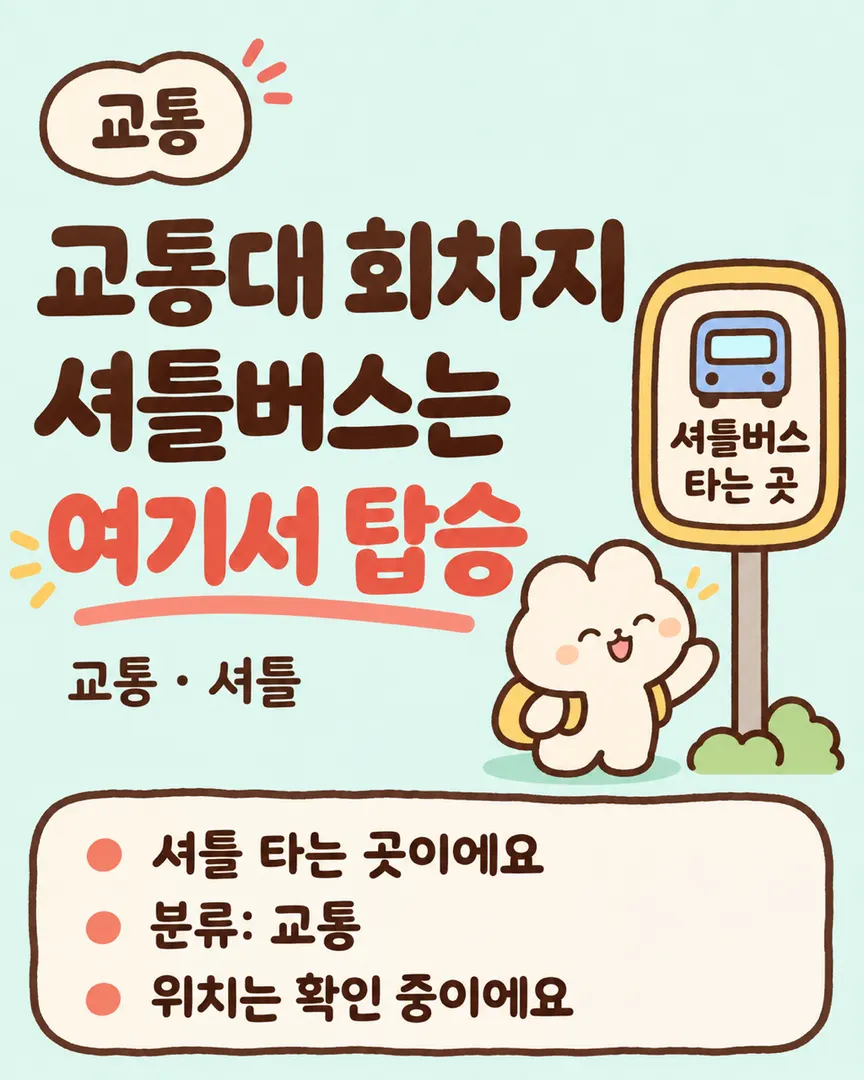 교통
교통대 회차지
셔틀버스는
여기서 탑승
교통 · 셔틀
셔틀버스
타는 곳
셔틀 타는 곳이에요
분류: 교통
위치는 확인 중이에요